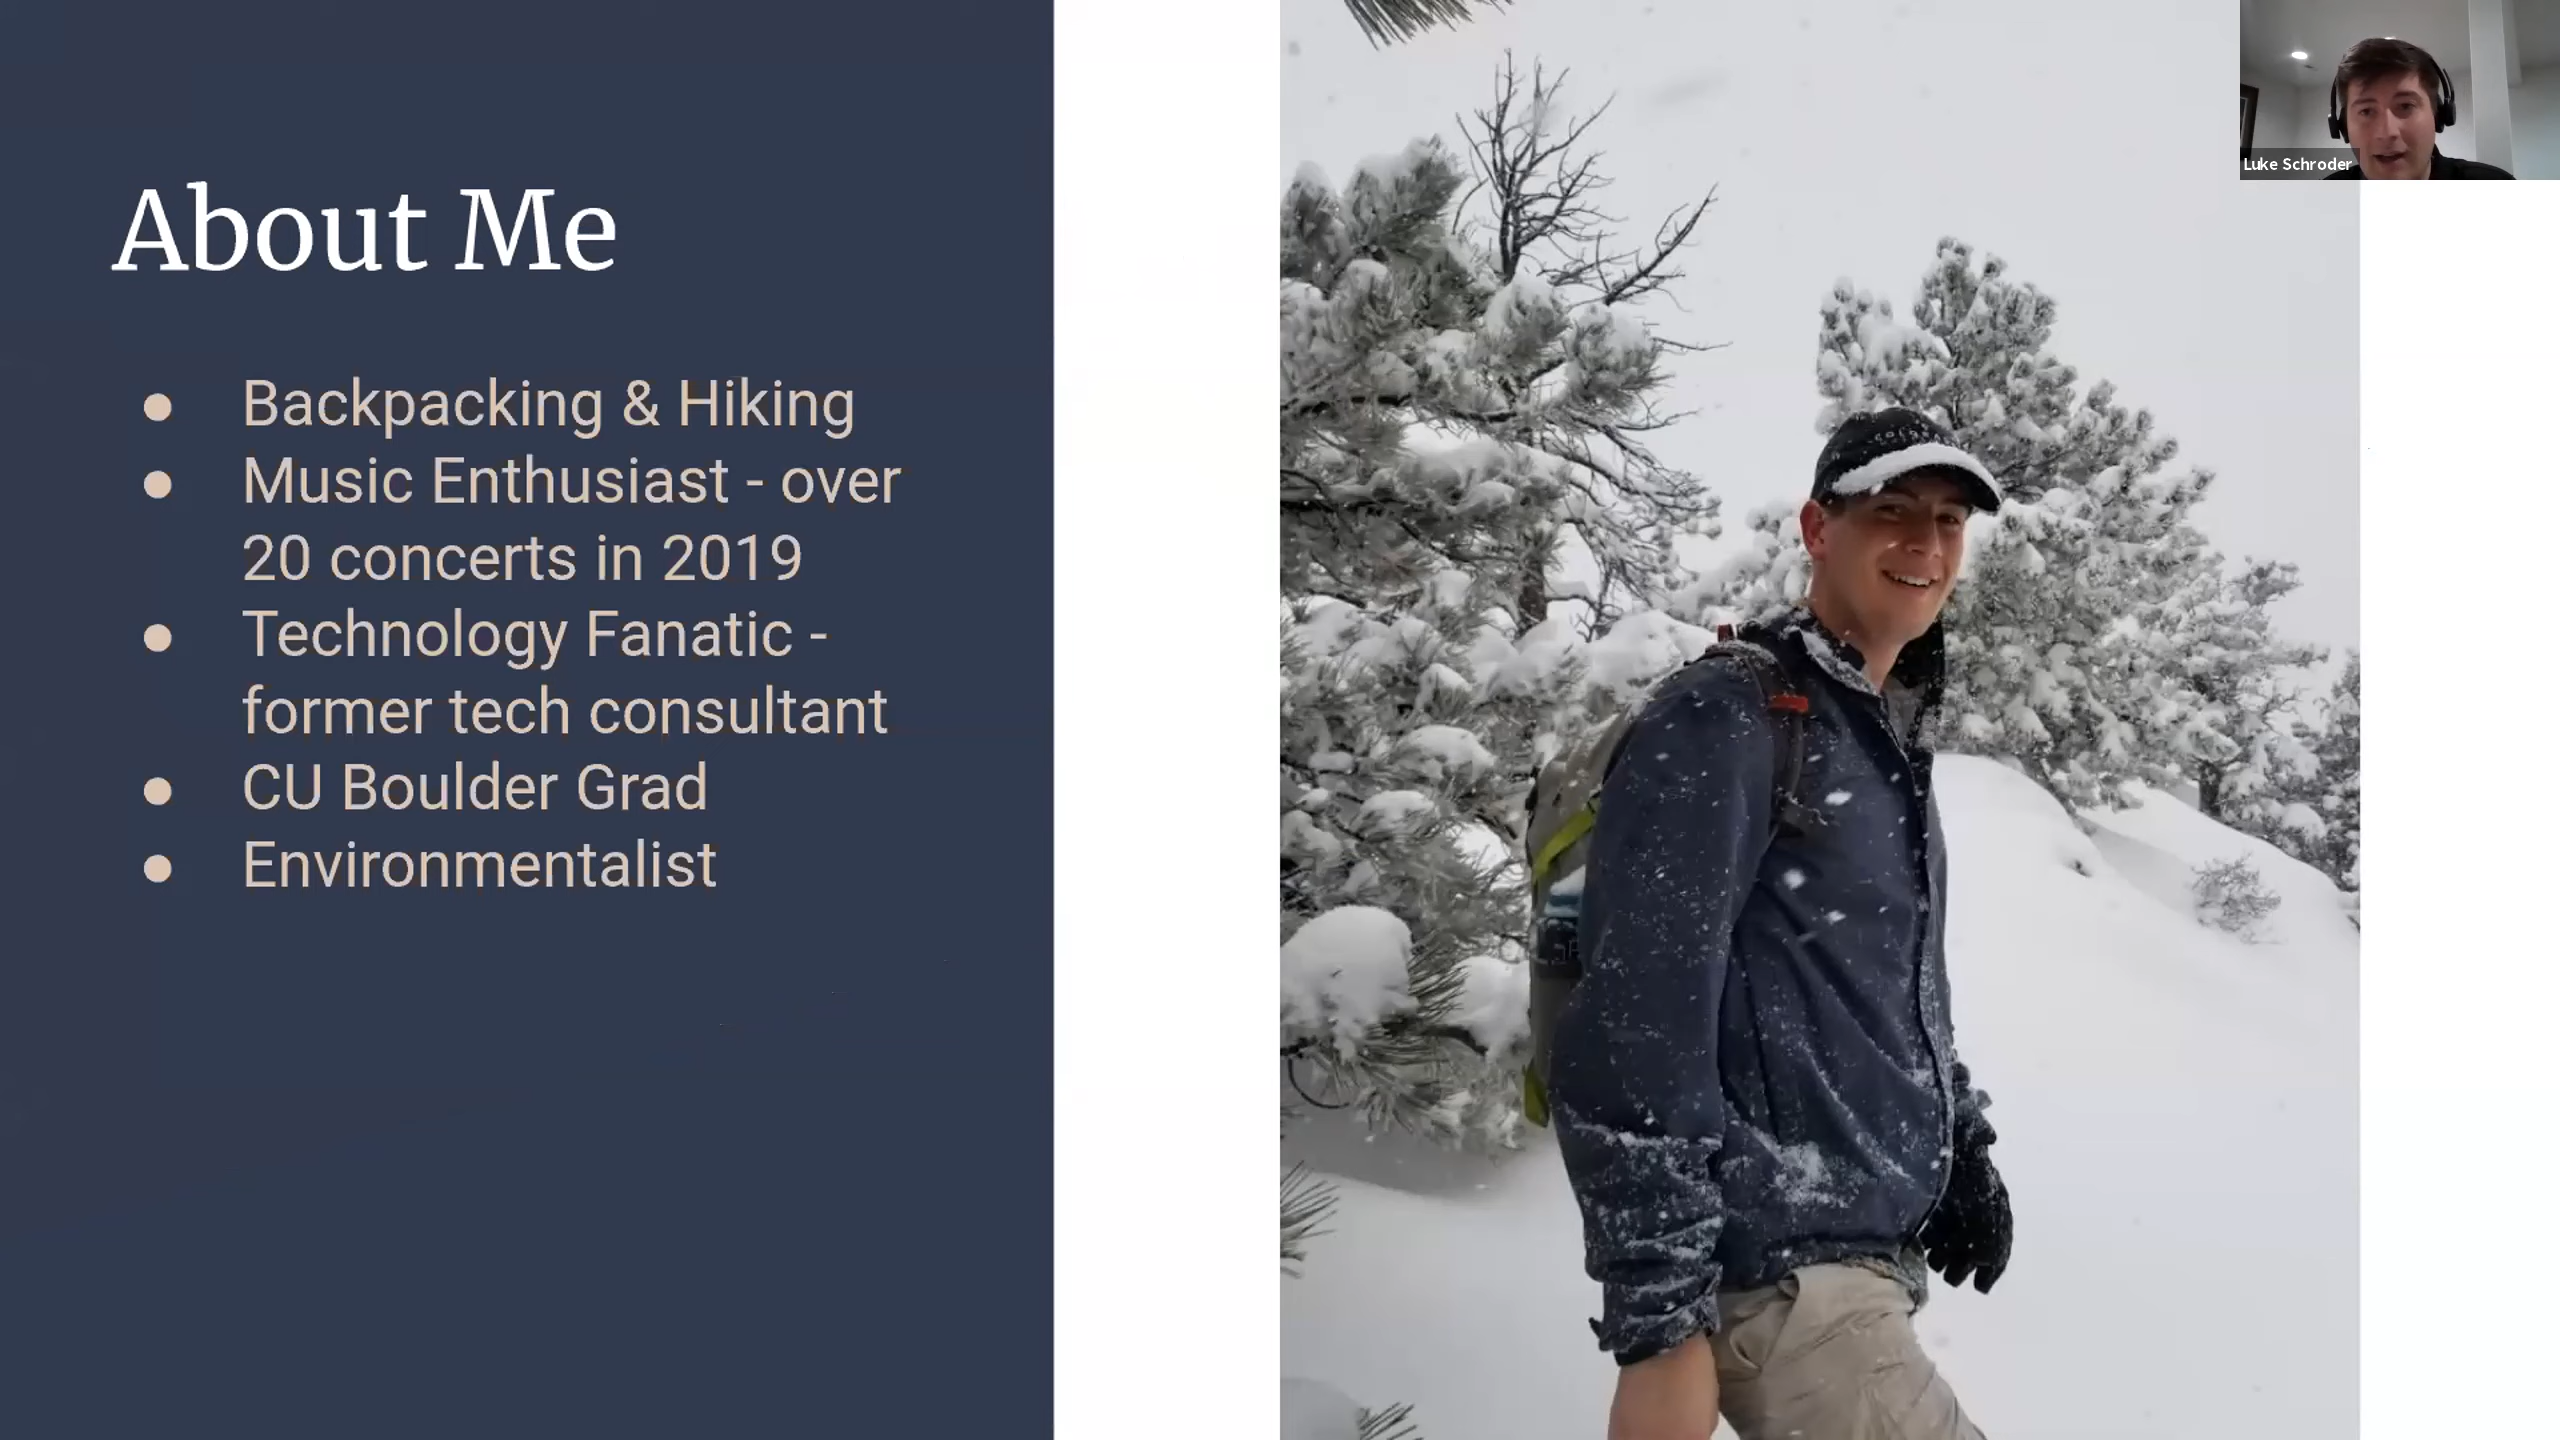 About Me
● Backpacking & Hiking
● Music Enthusiast - over
20 concerts in 2019
● Technology Fanatic -
former tech consultant
● CU Boulder Grad
● Environmentalist
Luke Schroder